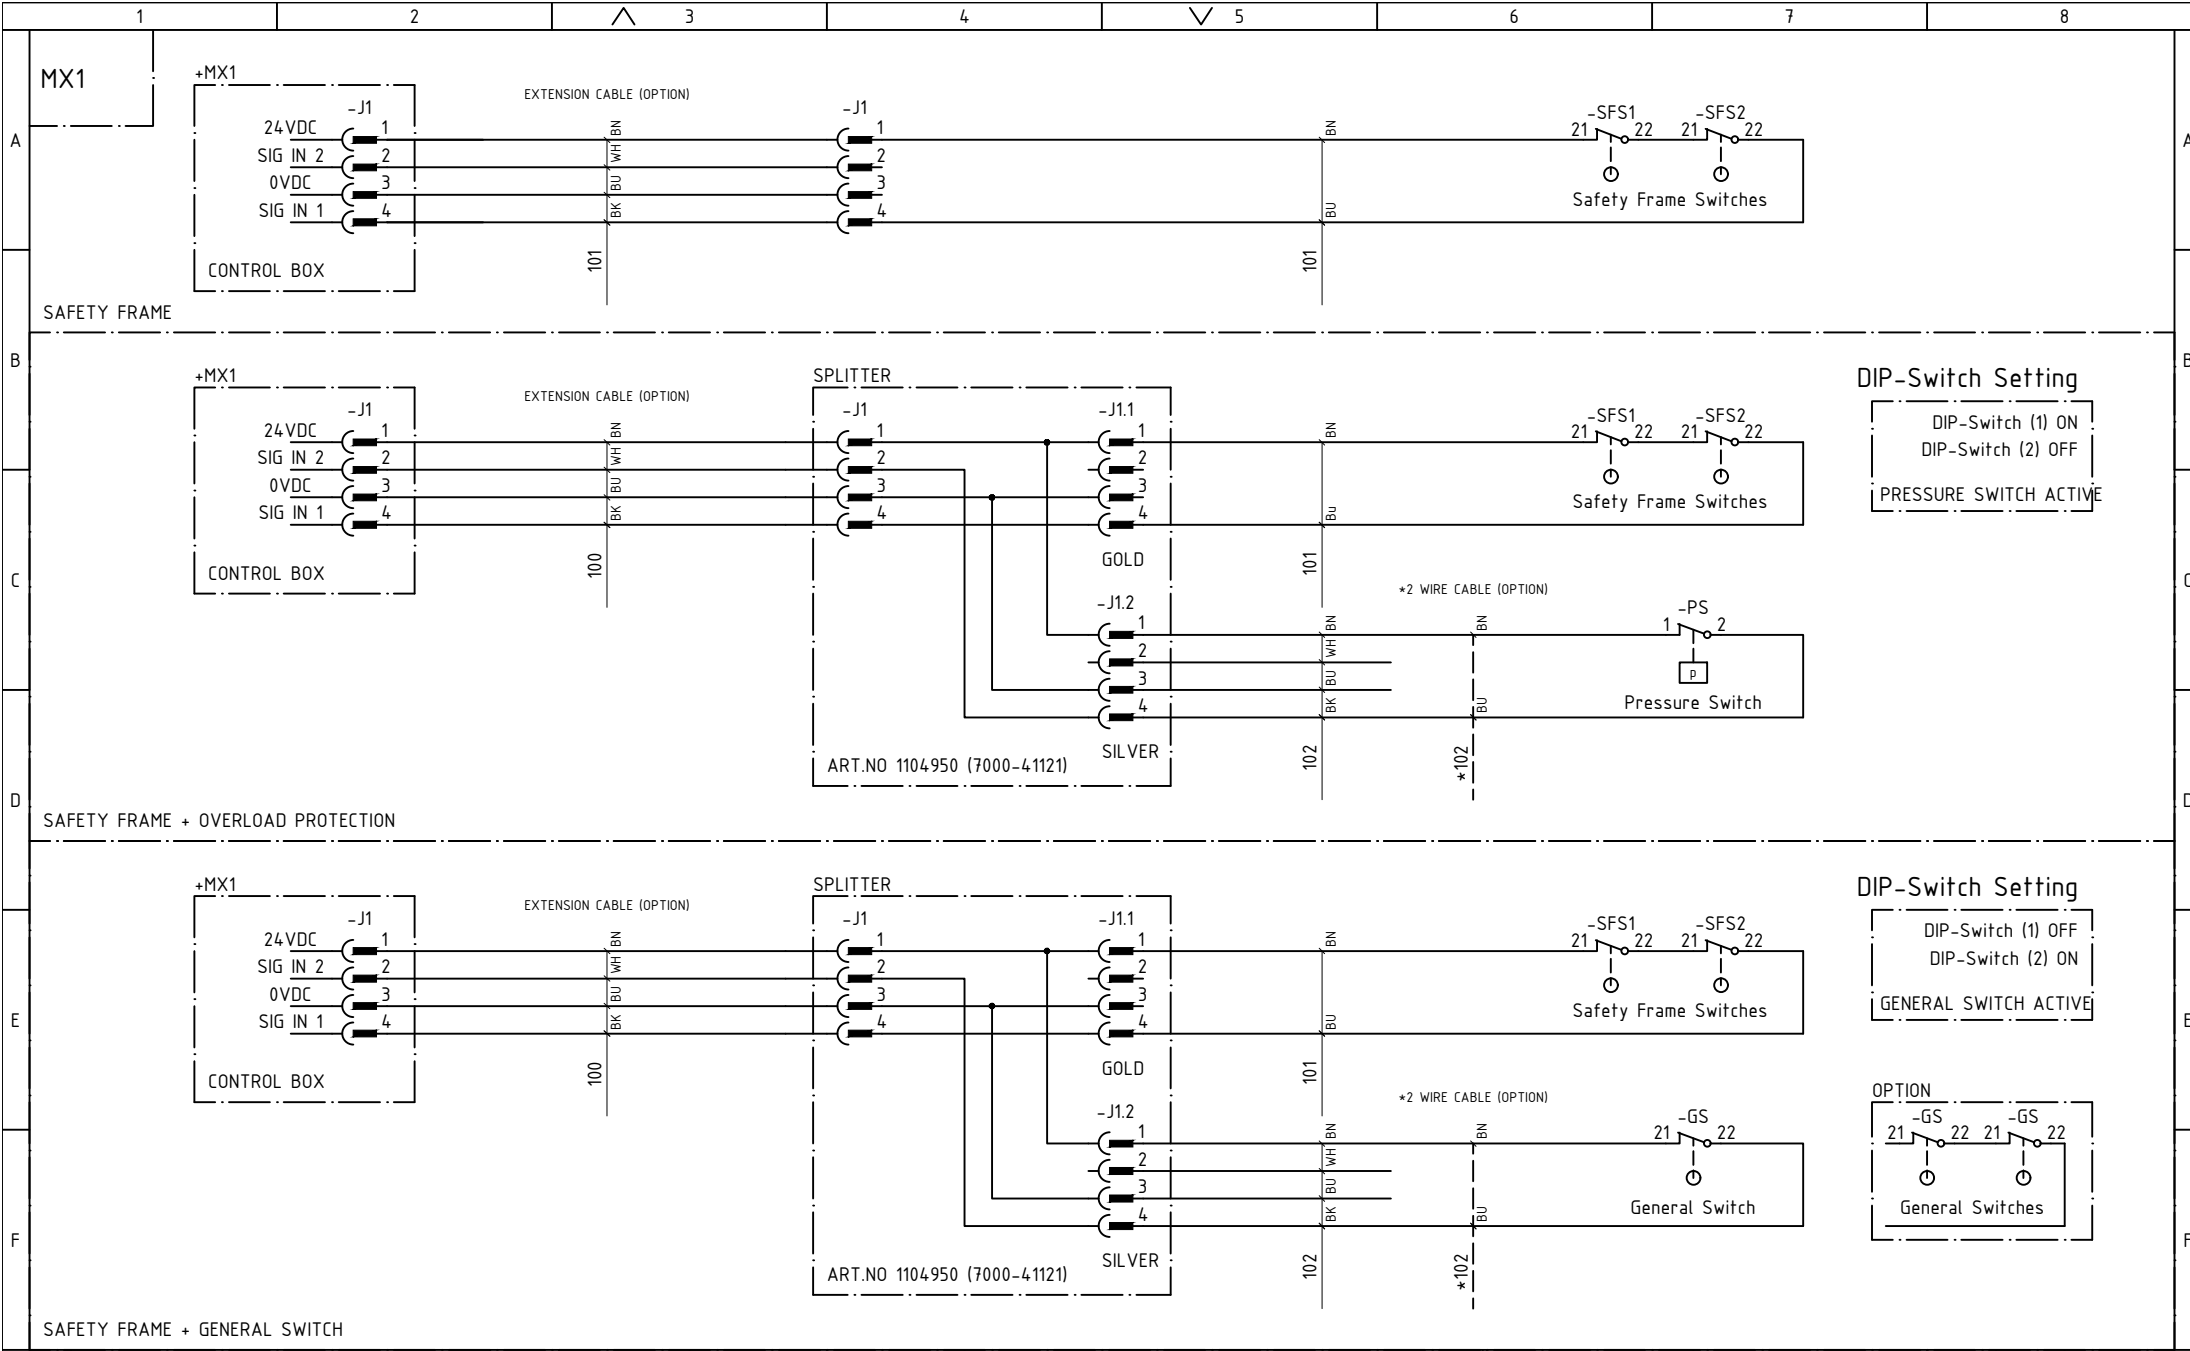 1 2 3 4 5 6 7 8
MX1
+MX1
EXTENSION CABLE (OPTION)
-J1 -J1 -SFS1 -SFS2
24VDC 1 BN 1 BN 21 22 21 22
SIG IN 2 2 WH 2
0VDC 3 BU 3
SIG IN 1 4 BK 4 BU
Safety Frame Switches
A A
101 101
CONTROL BOX
SAFETY FRAME
B B
+MX1 SPLITTER DIP-Switch Setting
EXTENSION CABLE (OPTION)
-J1 -J1 -J1.1 -SFS1 -SFS2
24VDC 1 BN 1 1 BN 21 22 21 22
SIG IN 2 2 WH 2 2
0VDC 3 BU 3 3
SIG IN 1 4 BK 4 4 Bu
Safety Frame Switches
DIP-Switch (1) ON
DIP-Switch (2) OFF
PRESSURE SWITCH ACTIVE
100 GOLD 101
CONTROL BOX
C C
*2 WIRE CABLE (OPTION)
-J1.2 -PS
1 BN BN 1 2
2 WH
3 BU p
4 BK BU
Pressure Switch
SILVER 102 *102
ART.NO 1104950 (7000-41121)
D D
SAFETY FRAME + OVERLOAD PROTECTION
+MX1 SPLITTER DIP-Switch Setting
EXTENSION CABLE (OPTION)
-J1 -J1 -J1.1 -SFS1 -SFS2
24VDC 1 BN 1 1 BN 21 22 21 22
SIG IN 2 2 WH 2 2
0VDC 3 BU 3 3
SIG IN 1 4 BK 4 4 BU
Safety Frame Switches
DIP-Switch (1) OFF
DIP-Switch (2) ON
GENERAL SWITCH ACTIVE
E E
100 GOLD 101
CONTROL BOX
*2 WIRE CABLE (OPTION)
OPTION
-J1.2 -GS -GS -GS
1 BN BN 21 22 21 22 21 22
2 WH
3 BU
4 BK BU
General Switch General Switches
F F
SILVER 102 *102
ART.NO 1104950 (7000-41121)
SAFETY FRAME + GENERAL SWITCH